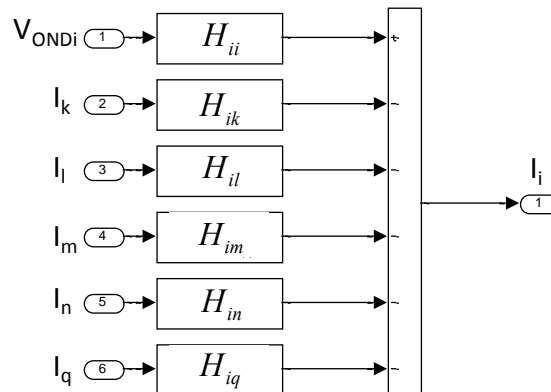 V_ONDi 1 H_ii +
I_k 2 H_ik -
I_l 3 H_il -
I_i
1
I_m 4 H_im -
I_n 5 H_in -
I_q 6 H_iq -